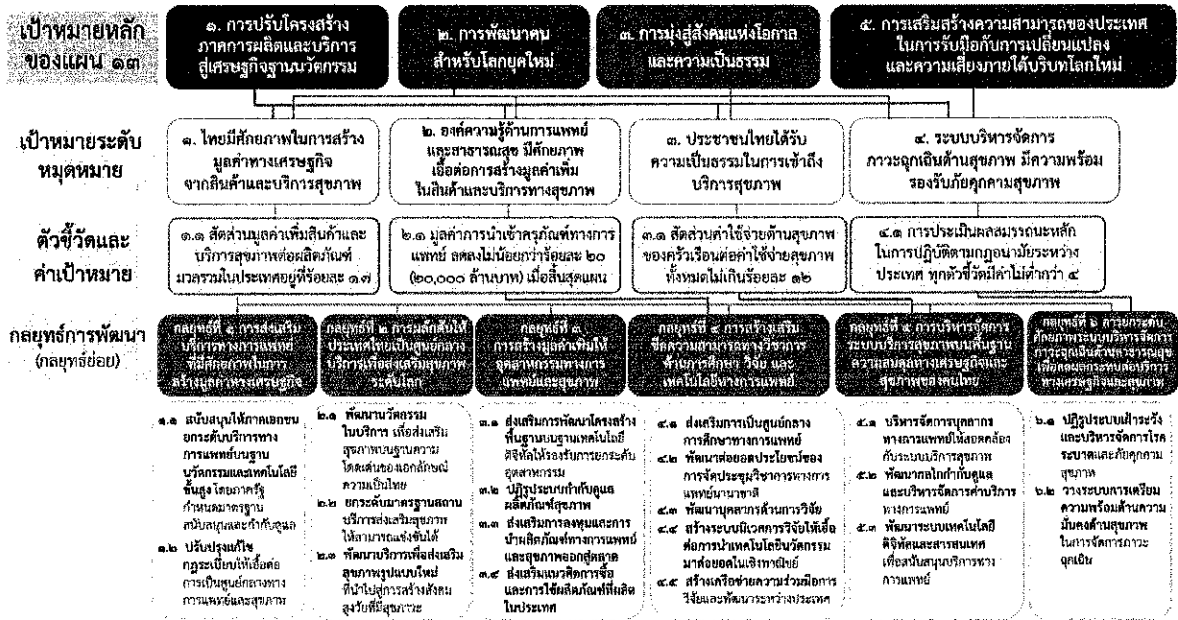 เป้าหมายหลัก
ของแผน ๑๓
๑. การปรับโครงสร้าง
ภาคการผลิตและบริการ
สู่เศรษฐกิจฐานนวัตกรรม
๒. การพัฒนาคน
สำหรับโลกยุคใหม่
๓. การมุ่งสู่สังคมแห่งโอกาส
และความเป็นธรรม
๕. การเสริมสร้างความสามารถของประเทศ
ในการรับมือกับการเปลี่ยนแปลง
และความเสี่ยงภายใต้บริบทโลกใหม่
เป้าหมายระดับ
หมุดหมาย
๑. ไทยมีศักยภาพในการสร้าง
มูลค่าทางเศรษฐกิจ
จากสินค้าและบริการสุขภาพ
๒. องค์ความรู้ด้านการแพทย์
และสาธารณสุข มีศักยภาพ
เอื้อต่อการสร้างมูลค่าเพิ่ม
ในสินค้าและบริการทางสุขภาพ
๓. ประชาชนไทยได้รับ
ความเป็นธรรมในการเข้าถึง
บริการสุขภาพ
๔. ระบบบริหารจัดการ
ภาวะฉุกเฉินด้านสุขภาพ มีความพร้อม
รองรับภัยคุกคามสุขภาพ
ตัวชี้วัดและ
ค่าเป้าหมาย
๑.๑ สัดส่วนมูลค่าเพิ่มสินค้าและ
บริการสุขภาพต่อผลิตภัณฑ์
มวลรวมในประเทศอยู่ที่ร้อยละ ๑.๗
๒.๑ มูลค่าการนำเข้าครุภัณฑ์ทางการ
แพทย์ ลดลงไม่น้อยกว่าร้อยละ ๒๐
(๒๐,๐๐๐ ล้านบาท) เมื่อสิ้นสุดแผน
๓.๑ สัดส่วนค่าใช้จ่ายด้านสุขภาพ
ของครัวเรือนต่อค่าใช้จ่ายสุขภาพ
ทั้งหมดไม่เกินร้อยละ ๑๒
๔.๑ การประเมินผลสมรรถนะหลัก
ในการปฏิบัติตามกฎอนามัยระหว่าง
ประเทศ ทุกตัวชี้วัดมีค่าไม่ต่ำกว่า ๔
กลยุทธ์การพัฒนา
(กลยุทธ์ย่อย)
กลยุทธ์ที่ ๑ การส่งเสริม
บริการทางการแพทย์
ที่มีศักยภาพในการ
สร้างมูลค่าทางเศรษฐกิจ
กลยุทธ์ที่ ๒ การผลักดันให้
ประเทศไทยเป็นศูนย์กลาง
บริการเพื่อส่งเสริมสุขภาพ
ระดับโลก
กลยุทธ์ที่ ๓
การสร้างมูลค่าเพิ่มให้
อุตสาหกรรมทางการ
แพทย์และสุขภาพ
กลยุทธ์ที่ ๔ การสร้างเสริม
ขีดความสามารถทางวิชาการ
ด้านการศึกษา วิจัย และ
เทคโนโลยีทางการแพทย์
กลยุทธ์ที่ ๕ การบริหารจัดการ
ระบบบริการสุขภาพบนพื้นฐาน
ความสมดุลทางเศรษฐกิจและ
สุขภาพของคนไทย
กลยุทธ์ที่ ๖ การยกระดับ
ศักยภาพระบบบริหารจัดการ
ภาวะฉุกเฉินด้านสาธารณสุข
เพื่อลดผลกระทบต่อบริการ
ทางเศรษฐกิจและสุขภาพ
๑.๑ สนับสนุนให้ภาคเอกชน
ยกระดับบริการทาง
การแพทย์บนฐาน
นวัตกรรมและเทคโนโลยี
ขั้นสูง โดยภาครัฐ
กำหนดมาตรฐาน
สนับสนุนและกำกับดูแล
๑.๒ ปรับปรุงแก้ไข
กฎระเบียบให้เอื้อต่อ
การเป็นศูนย์กลางทาง
การแพทย์และสุขภาพ
๒.๑ พัฒนานวัตกรรม
ในบริการ เพื่อส่งเสริม
สุขภาพบนฐานความ
โดดเด่นของเอกลักษณ์
ความเป็นไทย
๒.๒ ยกระดับมาตรฐานสถาน
บริการส่งเสริมสุขภาพ
ให้สามารถแข่งขันได้
๒.๓ พัฒนาบริการเพื่อส่งเสริม
สุขภาพรูปแบบใหม่
ที่นำไปสู่การสร้างสังคม
สูงวัยที่มีสุขภาวะ
๓.๑ ส่งเสริมการพัฒนาโครงสร้าง
พื้นฐานบนฐานเทคโนโลยี
ดิจิทัลให้รองรับการยกระดับ
อุตสาหกรรม
๓.๒ ปฏิรูประบบกำกับดูแล
ผลิตภัณฑ์สุขภาพ
๓.๓ ส่งเสริมการลงทุนและการ
นำผลิตภัณฑ์ทางการแพทย์
และสุขภาพออกสู่ตลาด
๓.๔ ส่งเสริมแนวคิดการซื้อ
และการใช้ผลิตภัณฑ์ที่ผลิต
ในประเทศ
๔.๑ ส่งเสริมการเป็นศูนย์กลาง
การศึกษาทางการแพทย์
๔.๒ พัฒนาต่อยอดประโยชน์ของ
การจัดประชุมวิชาการทางการ
แพทย์นานาชาติ
๔.๓ พัฒนาบุคลากรด้านการวิจัย
๔.๔ สร้างระบบนิเวศการวิจัยให้เอื้อ
ต่อการนำเทคโนโลยีนวัตกรรม
มาต่อยอดในเชิงพาณิชย์
๔.๕ สร้างเครือข่ายความร่วมมือการ
วิจัยและพัฒนาระหว่างประเทศ
๕.๑ บริหารจัดการบุคลากร
ทางการแพทย์ให้สอดคล้อง
กับระบบบริการสุขภาพ
๕.๒ พัฒนากลไกกำกับดูแล
และบริหารจัดการค่าบริการ
ทางการแพทย์
๕.๓ พัฒนาระบบเทคโนโลยี
ดิจิทัลและสารสนเทศ
เพื่อสนับสนุนบริการทาง
การแพทย์
๖.๑ ปฏิรูประบบเฝ้าระวัง
และบริหารจัดการโรค
ระบาดและภัยคุกคาม
สุขภาพ
๖.๒ วางระบบการเตรียม
ความพร้อมด้านความ
มั่นคงด้านสุขภาพ
ในการจัดการภาวะ
ฉุกเฉิน